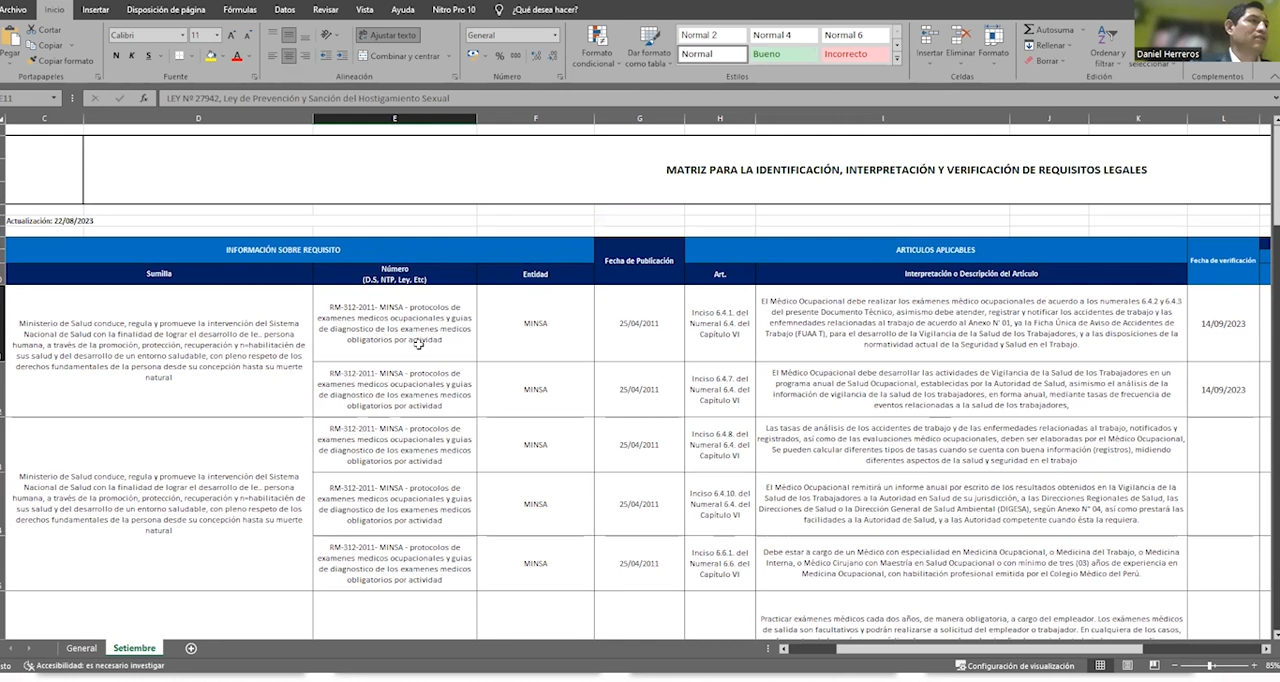 Archivo Inicio Insertar Disposición de página Fórmulas Datos Revisar Vista Ayuda Nitro Pro 10 ¿Qué desea hacer?
Cortar
Copiar
Copiar formato
Pegar
Portapapeles
Calibri 11
N K S
Fuente
Ajustar texto
Combinar y centrar
Alineación
General
% 000
Número
Formato
condicional
Dar formato
como tabla
Normal 2 Normal 4 Normal 6
Normal Bueno Incorrecto
Estilos
Insertar Eliminar Formato
Celdas
Autosuma
Rellenar
Borrar
Ordenar y
filtrar
seleccionar
Edición
Complementos
Daniel Herreros
E11 fx LEY Nº 27942, Ley de Prevención y Sanción del Hostigamiento Sexual
C D E F G H I J K L
MATRIZ PARA LA IDENTIFICACIÓN, INTERPRETACIÓN Y VERIFICACIÓN DE REQUISITOS LEGALES
Actualización: 22/08/2023
INFORMACIÓN SOBRE REQUISITO
Fecha de Publicación
ARTICULOS APLICABLES
Fecha de verificación
Sumilla
Número
(D.S, NTP, Ley, Etc)
Entidad
Art.
Interpretación o Descripción del Artículo
Ministerio de Salud conduce, regula y promueve la intervención del Sistema
Nacional de Salud con la finalidad de lograr el desarrollo de le.. persona
humana, a través de la promoción, protección, recuperación y n=habilitación de
sus salud y del desarrollo de un entorno saludable, con pleno respeto de los
derechos fundamentales de la persona desde su concepción hasta su muerte
natural
RM-312-2011- MINSA - protocolos de
examenes medicos ocupacionales y guias
de diagnostico de los examenes medicos
obligatorios por actividad
MINSA
25/04/2011
Inciso 6.4.1. del
Numeral 6.4. del
Capítulo VI
El Médico Ocupacional debe realizar los exámenes médico ocupacionales de acuerdo a los numerales 6.4.2 y 6.4.3
del presente Documento Técnico, asimismo debe atender, registrar y notificar los accidentes de trabajo y las
enfemnedades relacionadas al trabajo de acuerdo al Anexo N° 01, ya la Ficha Única de Aviso de Accidentes de
Trabajo (FUAA T), para el desarrollo de la Vigilancia de la Salud de los Trabajadores, y a las disposiciones de la
normatividad actual de la Seguridad y Salud en el Trabajo.
14/09/2023
RM-312-2011- MINSA - protocolos de
examenes medicos ocupacionales y guias
de diagnostico de los examenes medicos
obligatorios por actividad
MINSA
25/04/2011
Inciso 6.4.7. del
Numeral 6.4. del
Capítulo VI
El Médico Ocupacional debe desarrollar las actividades de Vigilancia de la Salud de los Trabajadores en un
programa anual de Salud Ocupacional, establecidas por la Autoridad de Salud, asimismo el análisis de la
información de vigilancia de la salud de los trabajadores, en forma anual, mediante tasas de frecuencia de
eventos relacionadas a la salud de los trabajadores,
14/09/2023
Ministerio de Salud conduce, regula y promueve la intervención del Sistema
Nacional de Salud con la finalidad de lograr el desarrollo de le.. persona
humana, a través de la promoción, protección, recuperación y n=habilitación de
sus salud y del desarrollo de un entorno saludable, con pleno respeto de los
derechos fundamentales de la persona desde su concepción hasta su muerte
natural
RM-312-2011- MINSA - protocolos de
examenes medicos ocupacionales y guias
de diagnostico de los examenes medicos
obligatorios por actividad
MINSA
25/04/2011
Inciso 6.4.8. del
Numeral 6.4. del
Capítulo VI
Las tasas de análisis de los accidentes de trabajo y de las enfermedades relacionadas al trabajo, notificados y
registrados, así como de las evaluaciones médico ocupacionales, deben ser elaboradas por el Médico Ocupacional,
Se pueden calcular diferentes tipos de tasas cuando se cuenta con buena información (registros), midiendo
diferentes aspectos de la salud y seguridad en el trabajo
RM-312-2011- MINSA - protocolos de
examenes medicos ocupacionales y guias
de diagnostico de los examenes medicos
obligatorios por actividad
MINSA
25/04/2011
Inciso 6.4.10. del
Numeral 6.4. del
Capítulo VI
El Médico Ocupacional remitirá un informe anual por escrito de los resultados obtenidos en la Vigilancia de la
Salud de los Trabajadores a la Autoridad en Salud de su jurisdicción, a las Direcciones Regionales de Salud, las
Direcciones de Salud o la Dirección General de Salud Ambiental (DIGESA), según Anexo N° 04, así como prestará las
facilidades a la Autoridad de Salud, y a las Autoridad competente cuando ésta la requiera.
RM-312-2011- MINSA - protocolos de
examenes medicos ocupacionales y guias
de diagnostico de los examenes medicos
obligatorios por actividad
MINSA
25/04/2011
Inciso 6.6.1. del
Numeral 6.6. del
Capítulo VI
Debe estar a cargo de un Médico con especialidad en Medicina Ocupacional, o Medicina del Trabajo, o Medicina
Interna, o Médico Cirujano con Maestría en Salud Ocupacional o con mínimo de tres (03) años de experiencia en
Medicina Ocupacional, con habilitación profesional emitida por el Colegio Médico del Perú.
Practicar exámenes médicos cada dos años, de manera obligatoria, a cargo del empleador. Los exámenes médicos
de salida son facultativos y podrán realizarse a solicitud del empleador o trabajador. En cualquiera de los casos,
General Setiembre
Accesibilidad: es necesario investigar
Configuración de visualización
85%